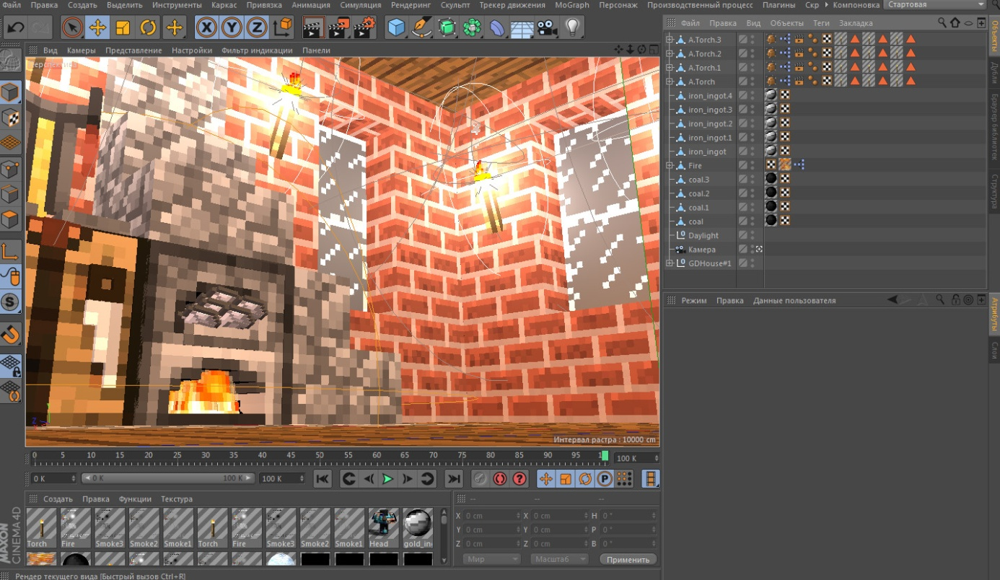 Файл Правка Создать Выделить Инструменты Каркас Привязка Анимация Симуляция Рендеринг Скульпт Трекер движения MoGraph Персонаж Производственный процесс Плагины Скр Компоновка Стартовая
Вид Камеры Представление Настройки Фильтр индикации Панели
Перспектива
X Y Z
Интервал растра : 10000 cm
Z
S
0 5 10 15 20 25 30 35 40 45 50 55 60 65 70 75 80 85 90 95 100 K
0 K 0 K 100 K 100 K
P
Создать Правка Функции Текстура
Torch Fire Smoke3 Smoke2 Smoke1 Torch Fire Smoke3 Smoke2 Smoke1 Head gold_in
-- -- --
X 0 cm X 0 cm H 0 °
Y 0 cm Y 0 cm P 0 °
Z 0 cm Z 0 cm B 0 °
Мир Масштаб Применить
MAXON
CINEMA 4D
Рендер текущего вида [Быстрый вызов Ctrl+R]
Файл Правка Вид Объекты Теги Закладка
A.Torch.3
A.Torch.2
A.Torch.1
A.Torch
iron_ingot.4
iron_ingot.3
iron_ingot.2
iron_ingot.1
iron_ingot
Fire
coal.3
coal.2
coal.1
coal
Daylight
Камера
GDHouse#1
Режим Правка Данные пользователя
Объекты
Дубли
Браузер библиотек
Структура
Атрибуты
Слои